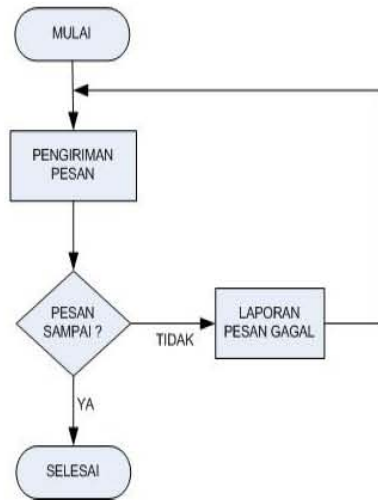 MULAI
PENGIRIMAN
PESAN
PESAN
SAMPAI ?
TIDAK
LAPORAN
PESAN GAGAL
YA
SELESAI